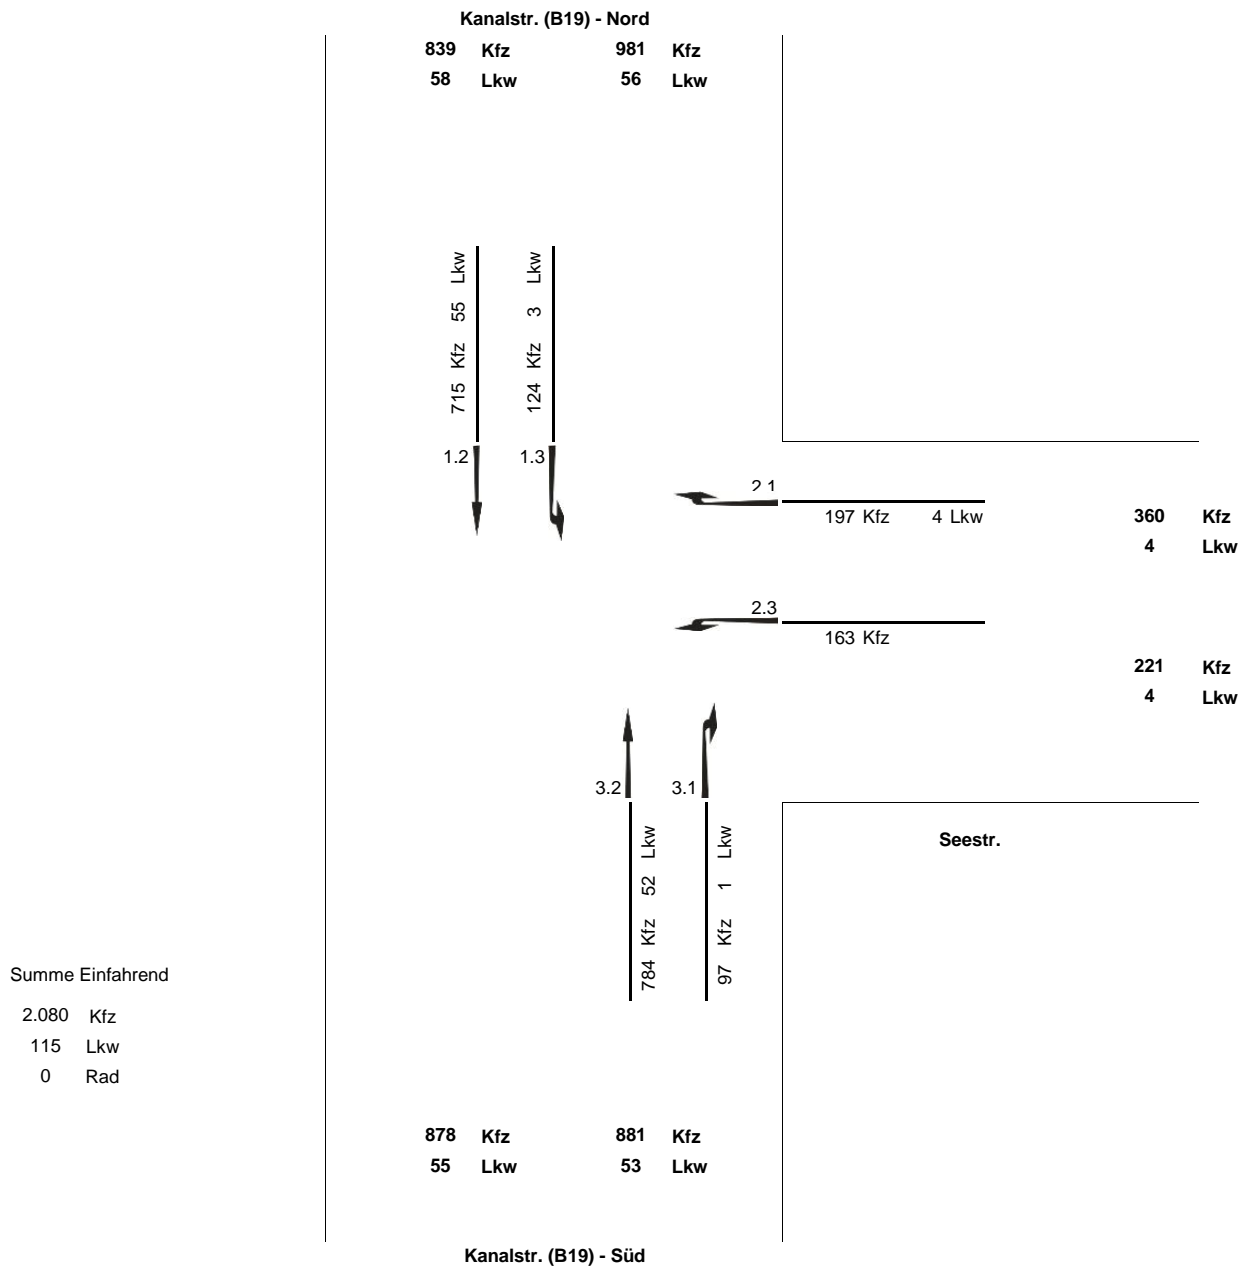 Kanalstr. (B19) - Nord
839 Kfz 981 Kfz
58 Lkw 56 Lkw
715 Kfz 55 Lkw
124 Kfz 3 Lkw
1.2 1.3
2.1
197 Kfz 4 Lkw
360 Kfz
4 Lkw
2.3
163 Kfz
221 Kfz
4 Lkw
3.2 3.1
784 Kfz 52 Lkw
97 Kfz 1 Lkw
Seestr.
Summe Einfahrend
2.080 Kfz
115 Lkw
0 Rad
878 Kfz 881 Kfz
55 Lkw 53 Lkw
Kanalstr. (B19) - Süd